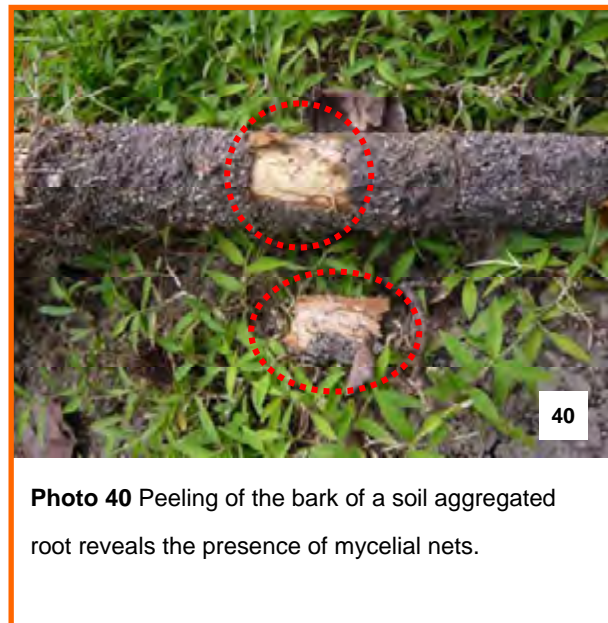 40
Photo 40 Peeling of the bark of a soil aggregated
root reveals the presence of mycelial nets.